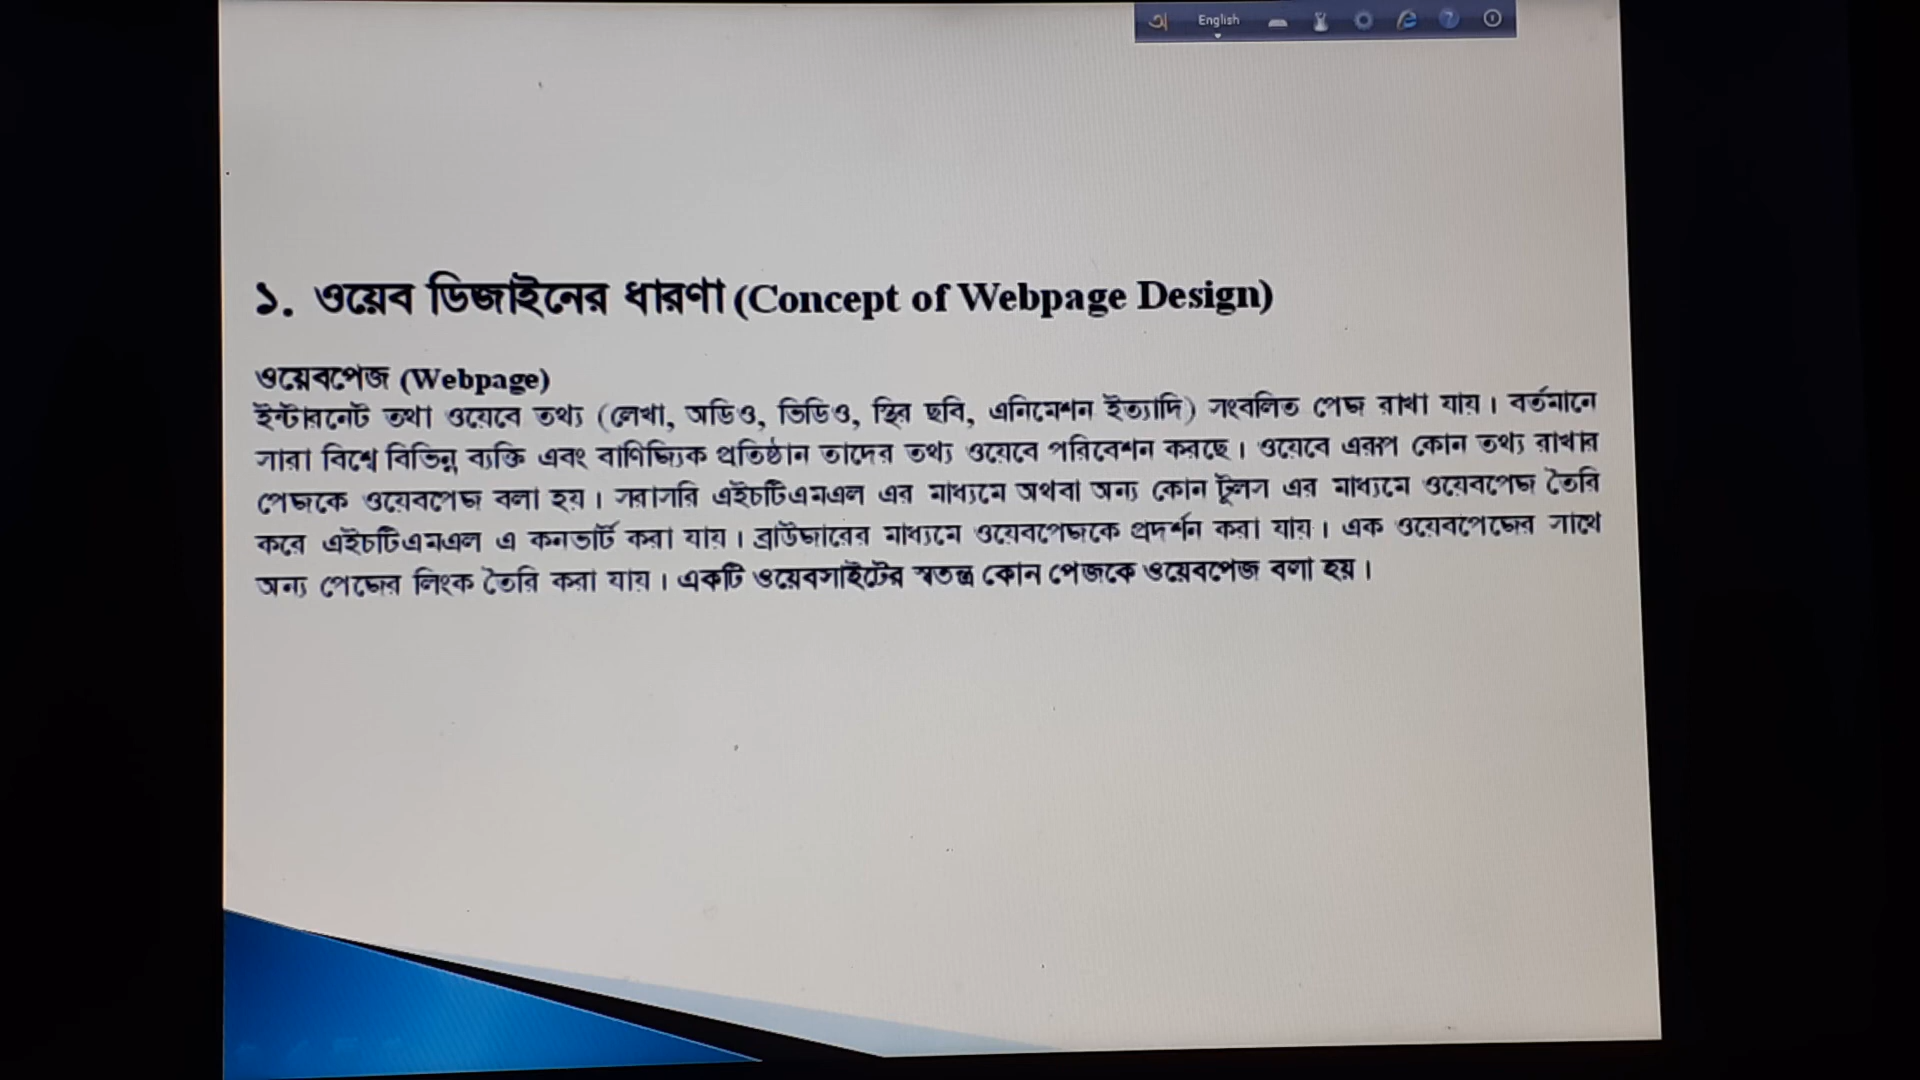 English
১. ওয়েব ডিজাইনের ধারণা (Concept of Webpage Design)
ওয়েবপেজ (Webpage)
ইন্টারনেট তথা ওয়েবে তথ্য (লেখা, অডিও, ভিডিও, স্থির ছবি, এনিমেশন ইত্যাদি) সংবলিত পেজ রাখা যায়। বর্তমানে
সারা বিশ্বে বিভিন্ন ব্যক্তি এবং বাণিজ্যিক প্রতিষ্ঠান তাদের তথ্য ওয়েবে পরিবেশন করছে। ওয়েবে এরূপ কোন তথ্য রাখার
পেজকে ওয়েবপেজ বলা হয়। সরাসরি এইচটিএমএল এর মাধ্যমে অথবা অন্য কোন টুলস এর মাধ্যমে ওয়েবপেজ তৈরি
করে এইচটিএমএল এ কনভার্ট করা যায়। ব্রাউজারের মাধ্যমে ওয়েবপেজকে প্রদর্শন করা যায়। এক ওয়েবপেজের সাথে
অন্য পেজের লিংক তৈরি করা যায়। একটি ওয়েবসাইটের স্বতন্ত্র কোন পেজকে ওয়েবপেজ বলা হয়।